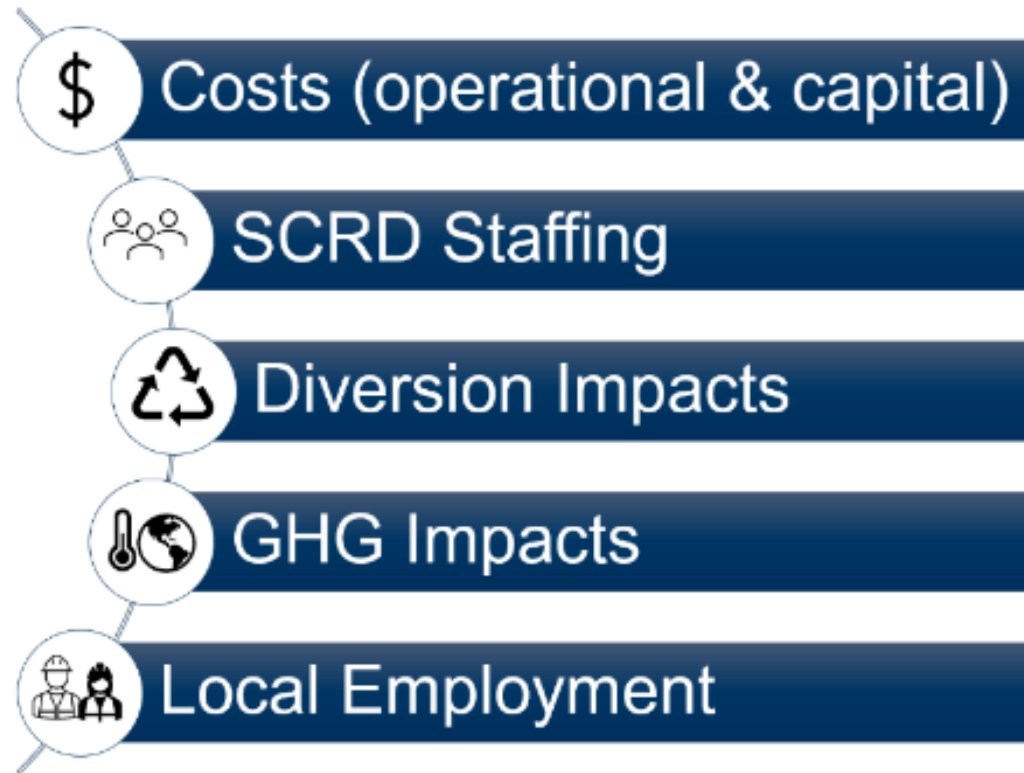 $ Costs (operational & capital)
SCRD Staffing
Diversion Impacts
GHG Impacts
Local Employment